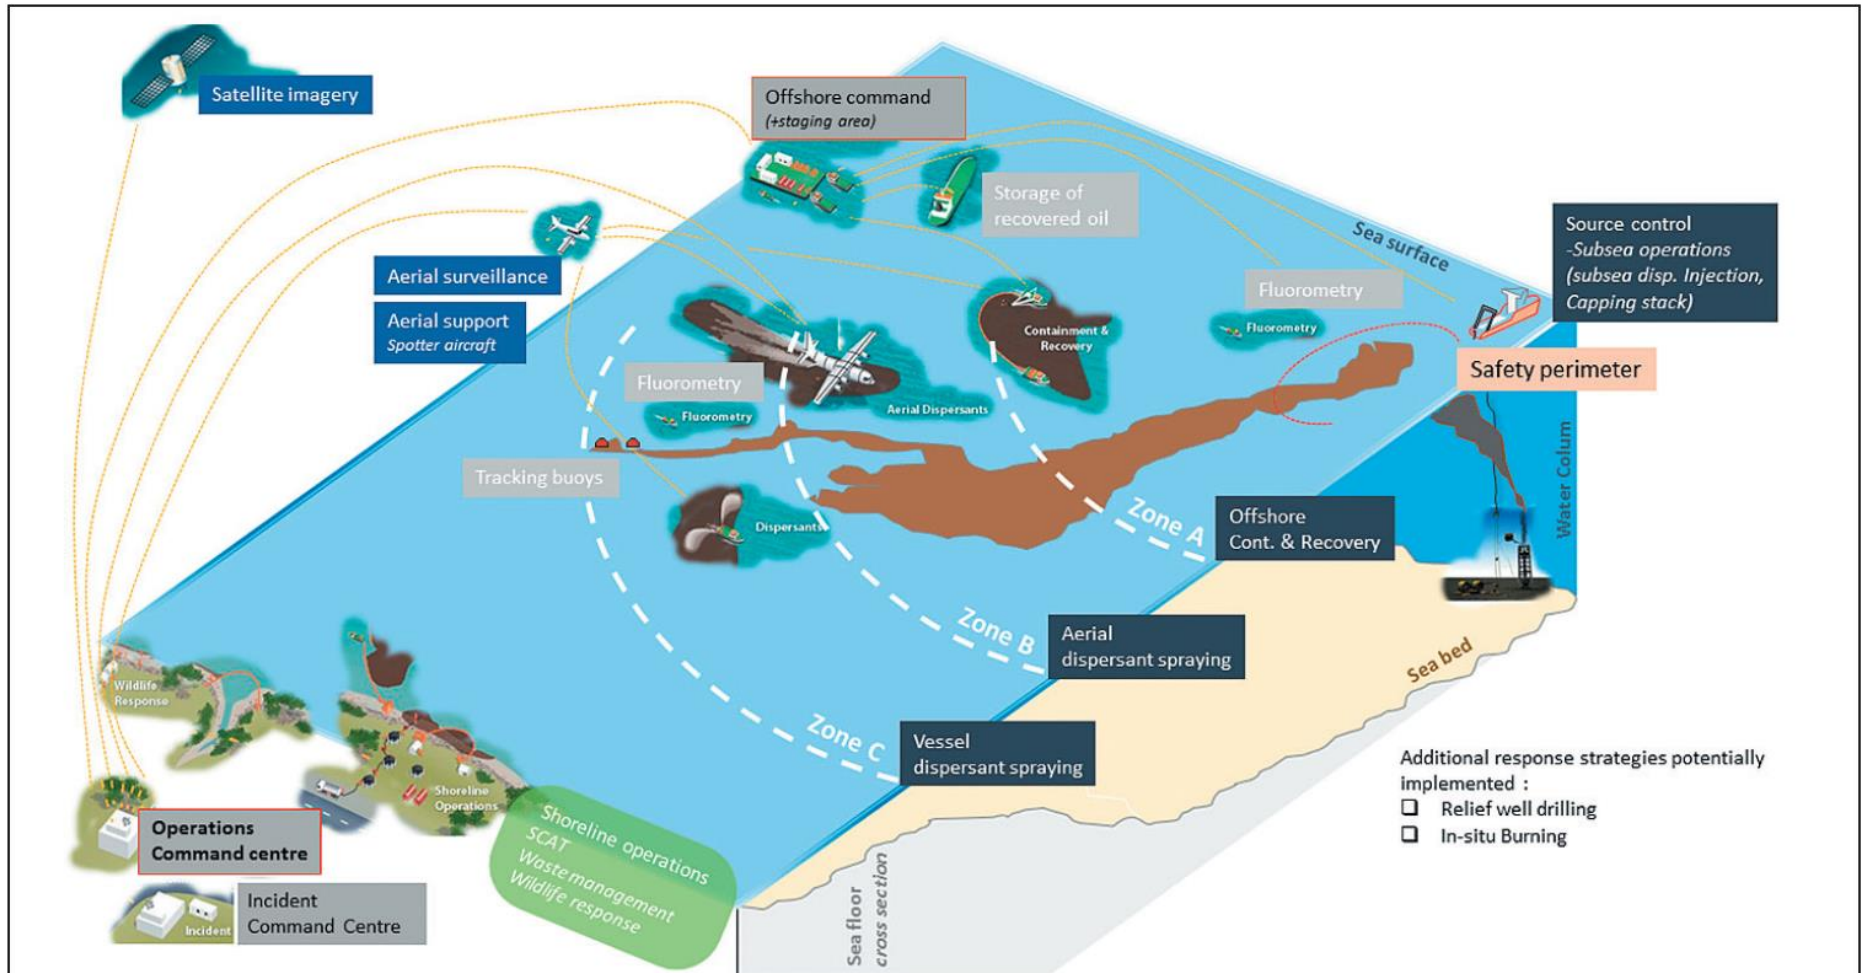 Satellite imagery
Offshore command
(+staging area)
Storage of
recovered oil
Sea surface
Source control
-Subsea operations
(subsea disp. Injection,
Capping stack)
Aerial surveillance
Aerial support
Spotter aircraft
Fluorometry
Fluorometry
Containment &
Recovery
Safety perimeter
Fluorometry
Fluorometry
Aerial Dispersants
Tracking buoys
Dispersants
Water Colum
Zone A
Offshore
Cont. & Recovery
Zone B
Aerial
dispersant spraying
Sea bed
Zone C
Vessel
dispersant spraying
Wildlife
Response
Shoreline
Operations
Operations
Command centre
Incident
Incident
Command Centre
Shoreline operations
SCAT
Waste management
Wildlife response
Sea floor
cross section
Additional response strategies potentially
implemented :
Relief well drilling
In-situ Burning